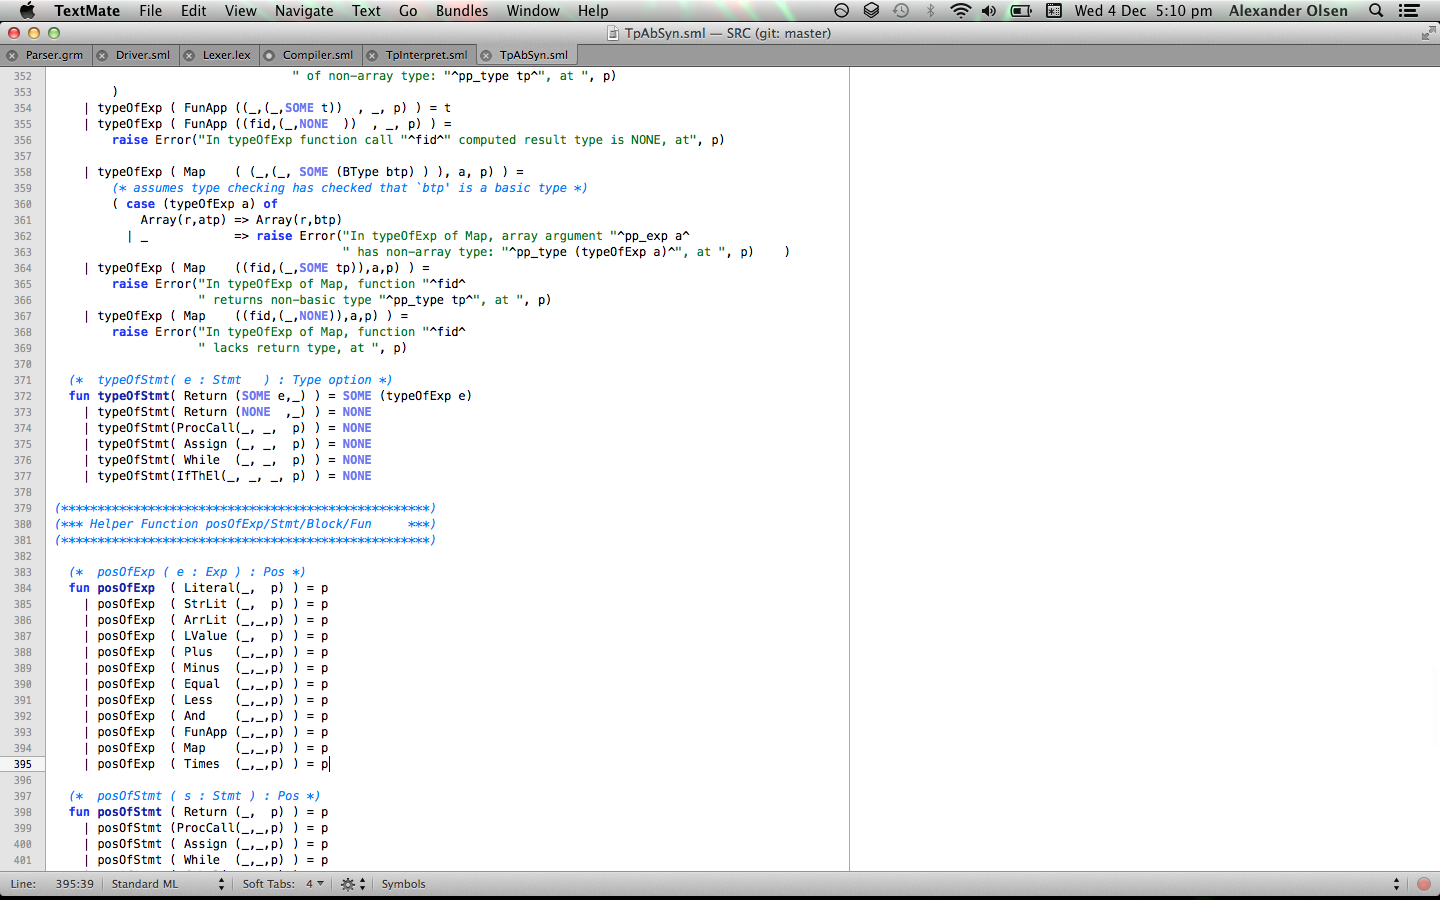 TextMate File Edit View Navigate Text Go Bundles Window Help Wed 4 Dec 5:10 pm Alexander Olsen
TpAbSyn.sml — SRC (git: master)
Parser.grm Driver.sml Lexer.lex Compiler.sml TpInterpret.sml TpAbSyn.sml
352 " of non-array type: "^pp_type tp^", at ", p)
353 )
354 | typeOfExp ( FunApp ((_,(_,SOME t)) , _, p) ) = t
355 | typeOfExp ( FunApp ((fid,(_,NONE )) , _, p) ) =
356 raise Error("In typeOfExp function call "^fid^" computed result type is NONE, at", p)
357
358 | typeOfExp ( Map ( (_,(_, SOME (BType btp) ) ), a, p) ) =
359 (* assumes type checking has checked that `btp' is a basic type *)
360 ( case (typeOfExp a) of
361 Array(r,atp) => Array(r,btp)
362 | _ => raise Error("In typeOfExp of Map, array argument "^pp_exp a^
363 " has non-array type: "^pp_type (typeOfExp a)^", at ", p) )
364 | typeOfExp ( Map ((fid,(_,SOME tp)),a,p) ) =
365 raise Error("In typeOfExp of Map, function "^fid^
366 " returns non-basic type "^pp_type tp^", at ", p)
367 | typeOfExp ( Map ((fid,(_,NONE)),a,p) ) =
368 raise Error("In typeOfExp of Map, function "^fid^
369 " lacks return type, at ", p)
370
371 (* typeOfStmt( e : Stmt ) : Type option *)
372 fun typeOfStmt( Return (SOME e,_) ) = SOME (typeOfExp e)
373 | typeOfStmt( Return (NONE ,_) ) = NONE
374 | typeOfStmt(ProcCall(_, _, p) ) = NONE
375 | typeOfStmt( Assign (_, _, p) ) = NONE
376 | typeOfStmt( While (_, _, p) ) = NONE
377 | typeOfStmt(IfThEl(_, _, _, p) ) = NONE
378
379 (***************************************************)
380 (*** Helper Function posOfExp/Stmt/Block/Fun ***)
381 (***************************************************)
382
383 (* posOfExp ( e : Exp ) : Pos *)
384 fun posOfExp ( Literal(_, p) ) = p
385 | posOfExp ( StrLit (_, p) ) = p
386 | posOfExp ( ArrLit (_,_,p) ) = p
387 | posOfExp ( LValue (_, p) ) = p
388 | posOfExp ( Plus (_,_,p) ) = p
389 | posOfExp ( Minus (_,_,p) ) = p
390 | posOfExp ( Equal (_,_,p) ) = p
391 | posOfExp ( Less (_,_,p) ) = p
392 | posOfExp ( And (_,_,p) ) = p
393 | posOfExp ( FunApp (_,_,p) ) = p
394 | posOfExp ( Map (_,_,p) ) = p
395 | posOfExp ( Times (_,_,p) ) = p
396
397 (* posOfStmt ( s : Stmt ) : Pos *)
398 fun posOfStmt ( Return (_, p) ) = p
399 | posOfStmt (ProcCall(_,_,p) ) = p
400 | posOfStmt ( Assign (_,_,p) ) = p
401 | posOfStmt ( While (_,_,p) ) = p
Line: 395:39 Standard ML Soft Tabs: 4 Symbols